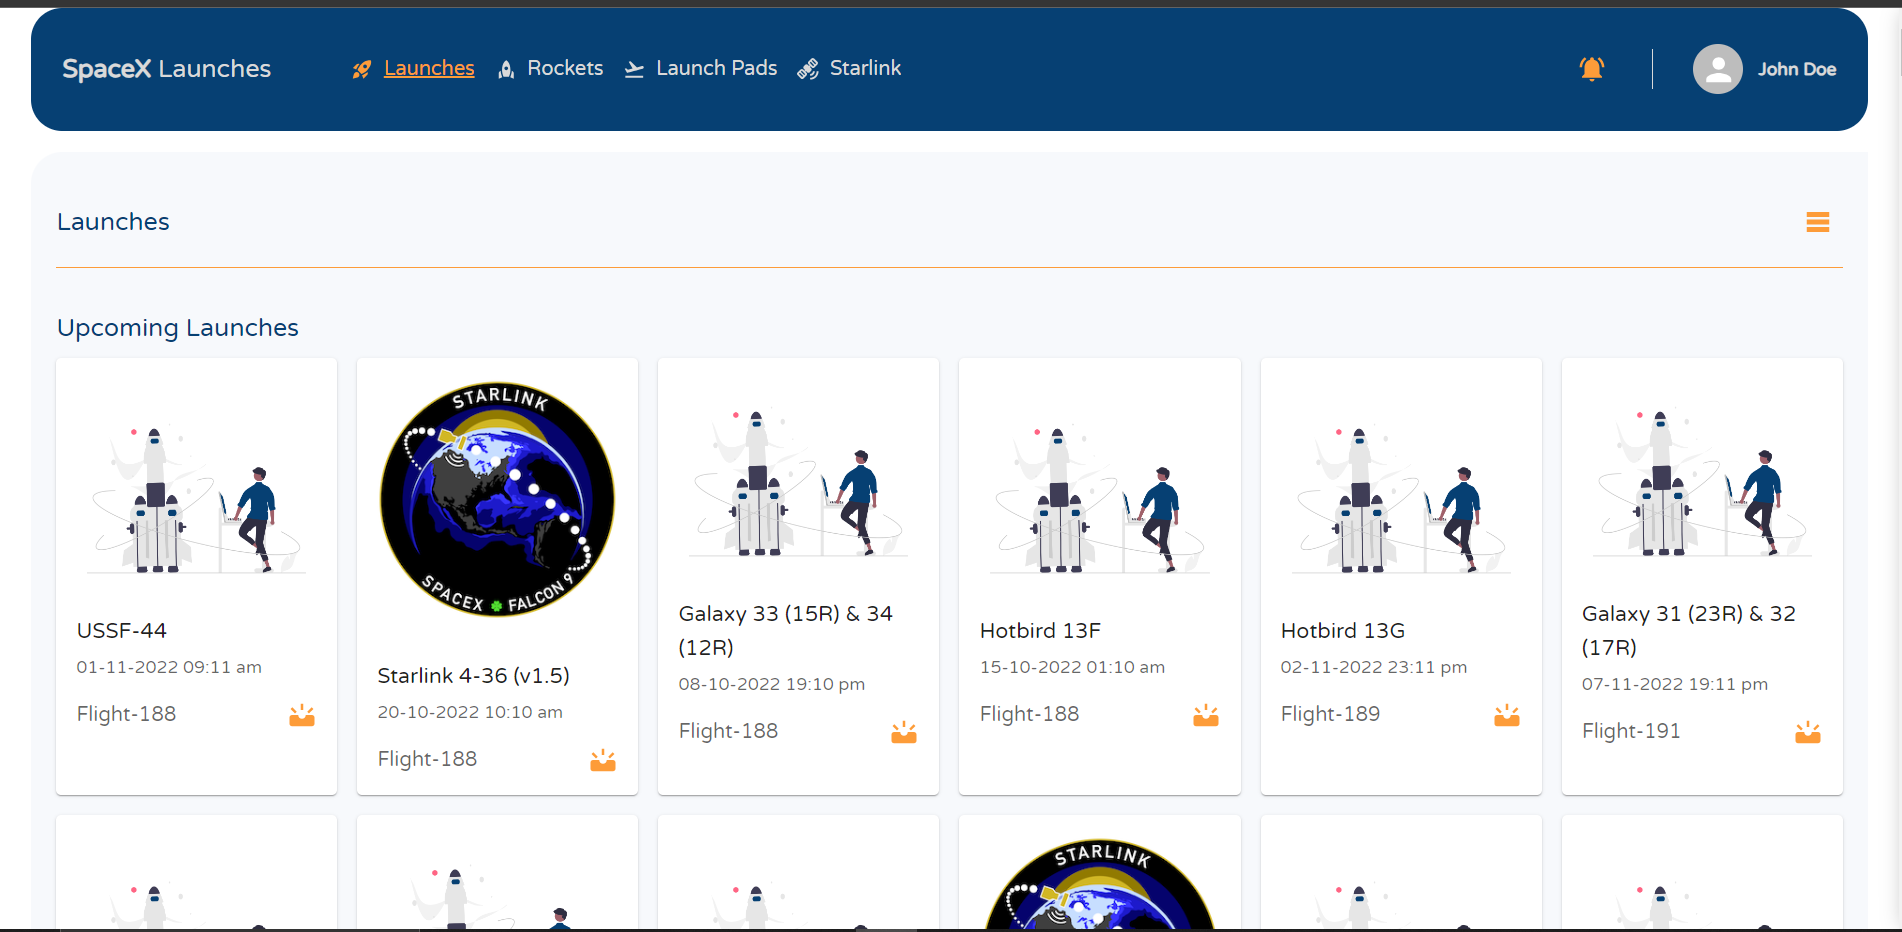 SpaceX Launches
Launches
Rockets
Launch Pads
Starlink
John Doe
Launches
Upcoming Launches
USSF-44
01-11-2022 09:11 am
Flight-188
STARLINK
SPACEX FALCON 9
Starlink 4-36 (v1.5)
20-10-2022 10:10 am
Flight-188
Galaxy 33 (15R) & 34
(12R)
08-10-2022 19:10 pm
Flight-188
Hotbird 13F
15-10-2022 01:10 am
Flight-188
Hotbird 13G
02-11-2022 23:11 pm
Flight-189
Galaxy 31 (23R) & 32
(17R)
07-11-2022 19:11 pm
Flight-191
STARLINK